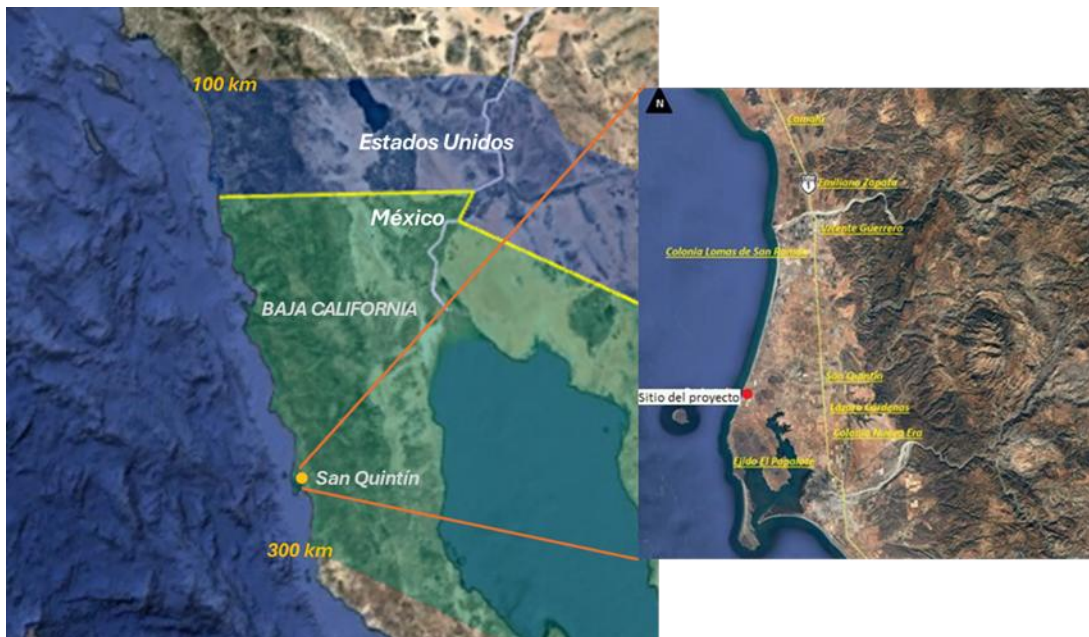 100 km
Estados Unidos
México
BAJA CALIFORNIA
San Quintín
300 km
N
Camalú
1
Emiliano Zapata
Vicente Guerrero
Colonia Lomas de San Ramón
San Quintín
Sitio del proyecto
Lázaro Cárdenas
Colonia Nueva Era
Ejido El Papalote